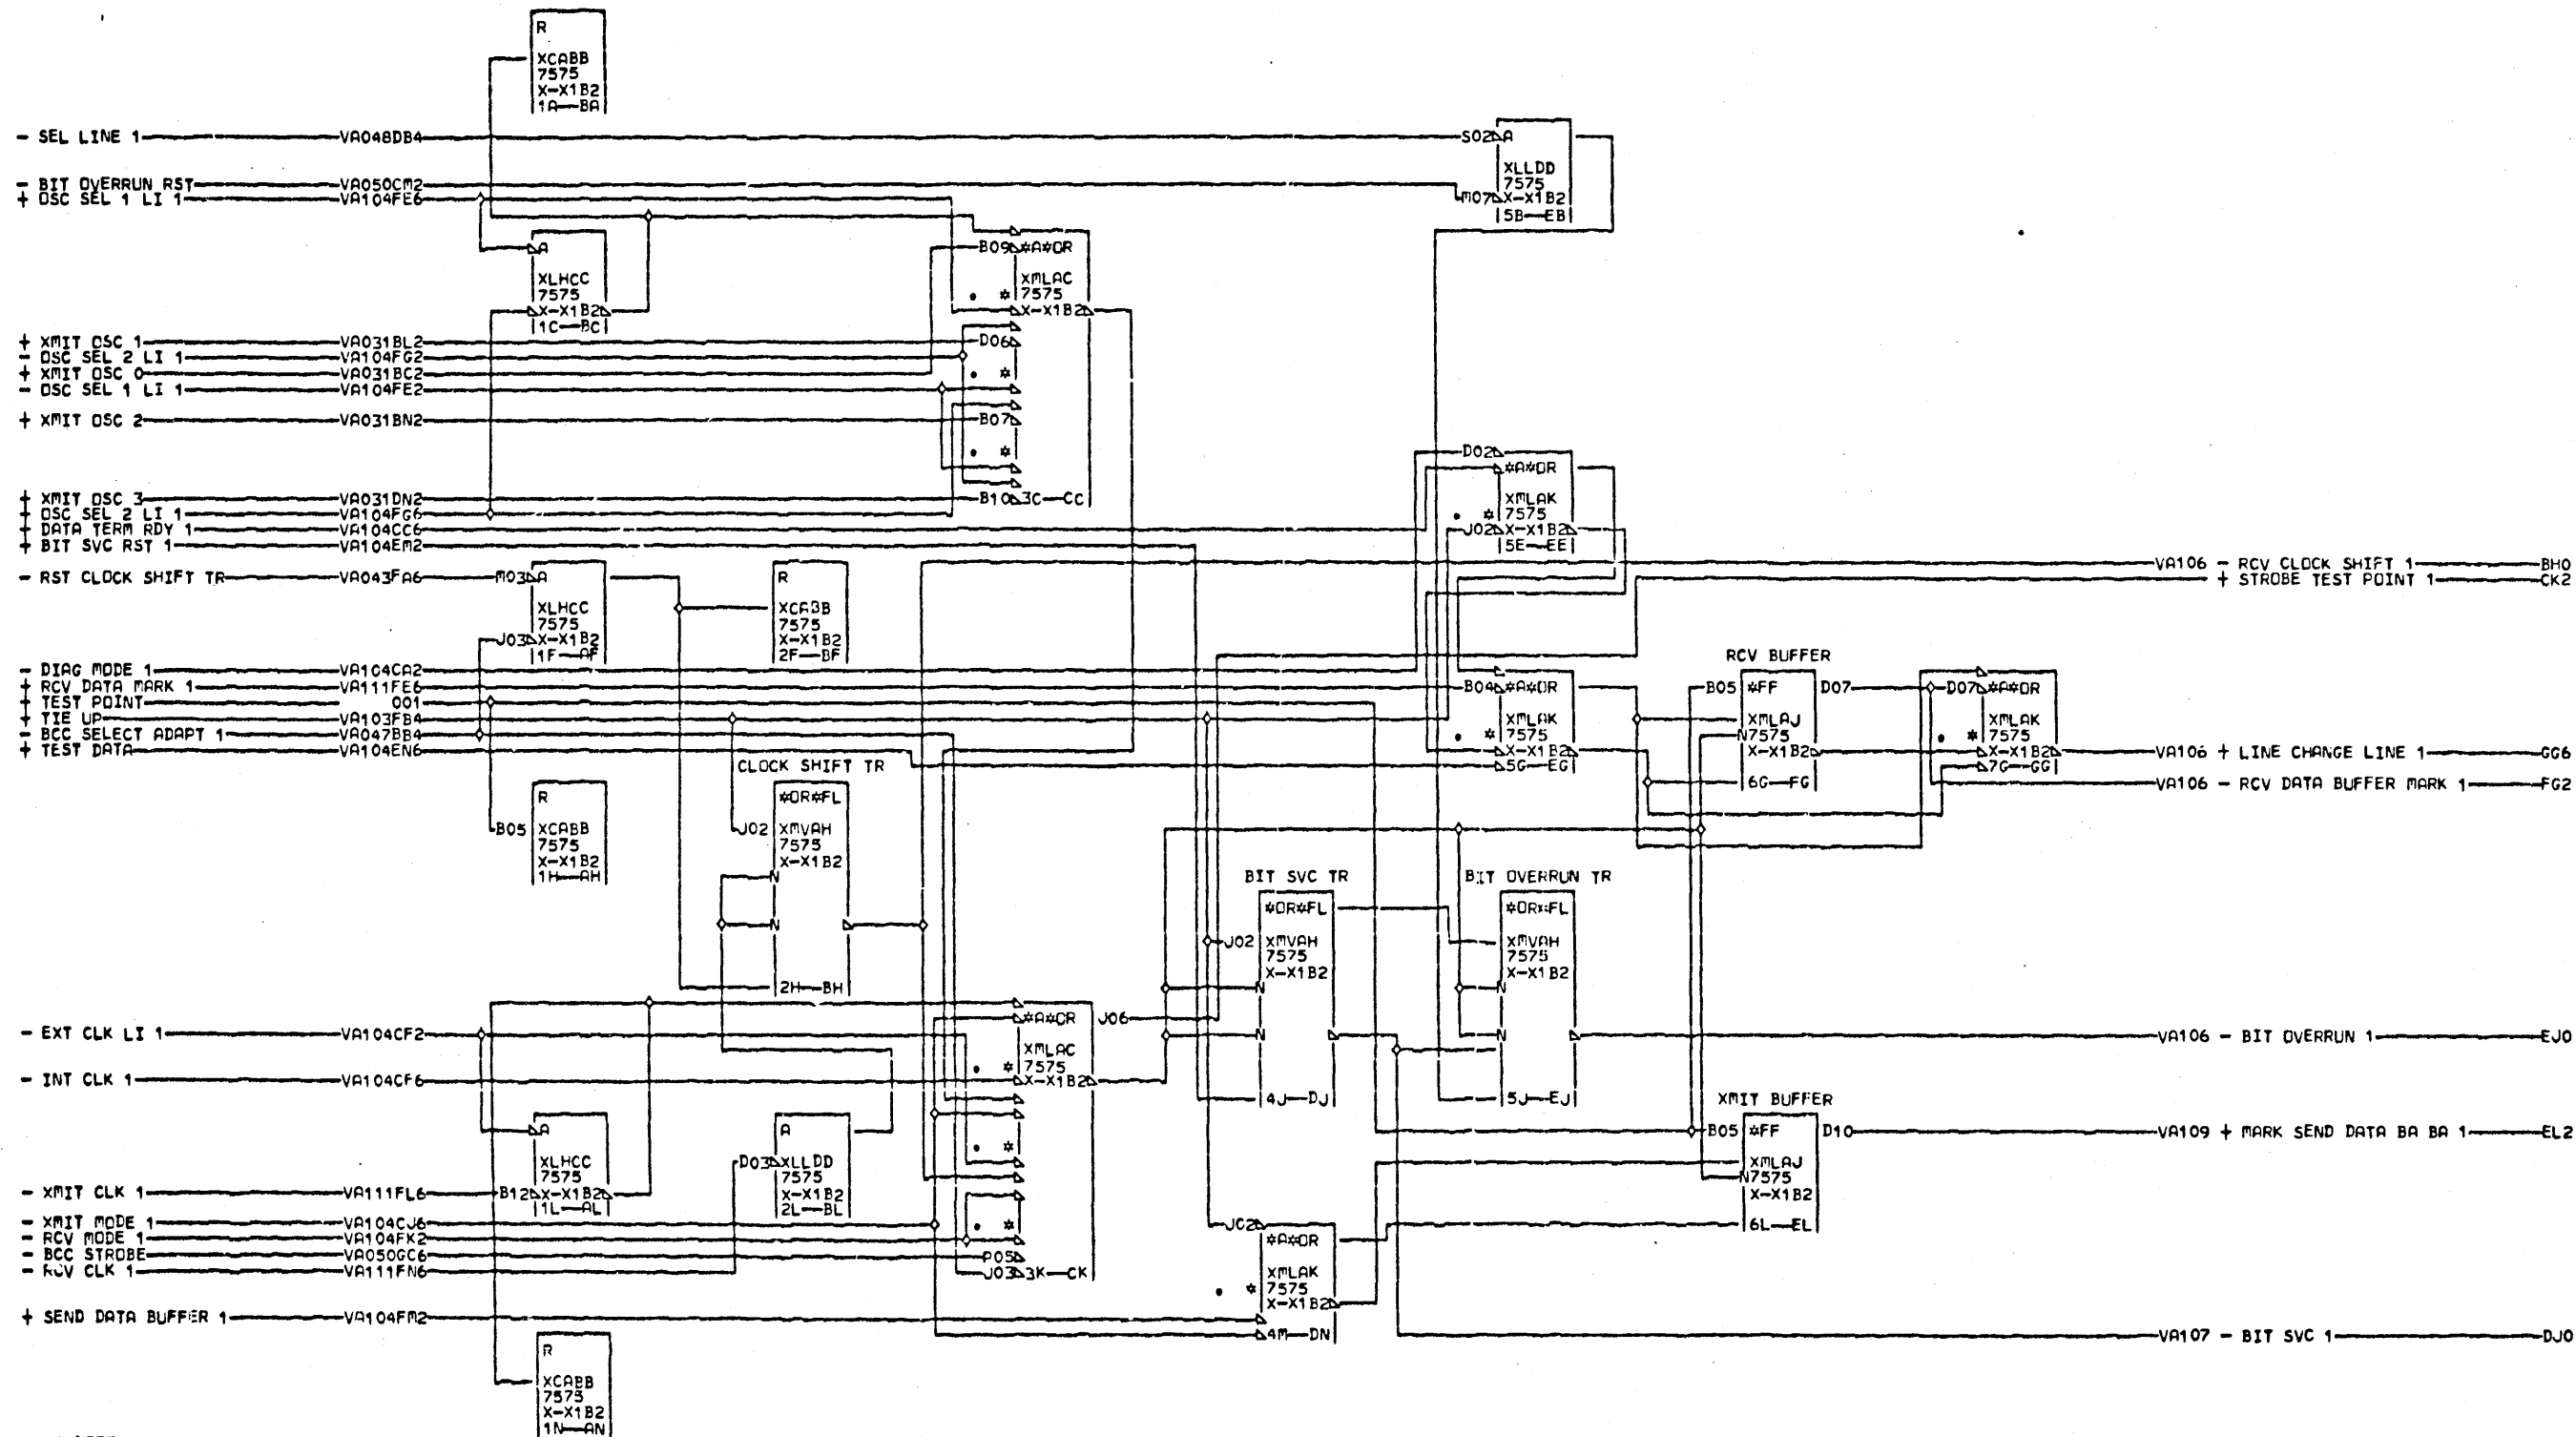 R
XCABB
7575
X-X1B2
1A—BA
- SEL LINE 1 VA048DB4 S02 A
XLLDD
7575
M07 X-X1B2
5B—EB
- BIT OVERRUN RST VA050CM2
+ OSC SEL 1 LI 1 VA104FE6
A
XLHCC
7575
X-X1B2
1C—BC
B09 *A*OR
XMLAC
* 7575
X-X1B2
D06
*
B07
*
B10 3C—CC
+ XMIT OSC 1 VA031BL2
- OSC SEL 2 LI 1 VA104FG2
+ XMIT OSC 0 VA031BC2
- OSC SEL 1 LI 1 VA104FE2
+ XMIT OSC 2 VA031BN2
+ XMIT OSC 3 VA031DN2
+ OSC SEL 2 LI 1 VA104FG6
+ DATA TERM RDY 1 VA104CC6
+ BIT SVC RST 1 VA104EM2
D02
*A*OR
XMLAK
* 7575
J02 X-X1B2
5E—EE
VA106 - RCV CLOCK SHIFT 1 BH0
+ STROBE TEST POINT 1 CK2
- RST CLOCK SHIFT TR VA043FA6 M03 A
XLHCC
7575
J03 X-X1B2
1F—AF
R
XCABB
7575
X-X1B2
2F—BF
- DIAG MODE 1 VA104CA2
+ RCV DATA MARK 1 VA111FE6
+ TEST POINT 001
+ TIE UP VA103FB4
- BCC SELECT ADAPT 1 VA047BB4
+ TEST DATA VA104EN6
B04 *A*OR
XMLAK
* 7575
X-X1B2
5G—EG
RCV BUFFER
B05 *FF D07
XMLAJ
N 7575
X-X1B2
6G—FG
D07 *A*OR
XMLAK
* 7575
X-X1B2
7G—GG
VA106 + LINE CHANGE LINE 1 GG6
VA106 - RCV DATA BUFFER MARK 1 FG2
R
B05 XCABB
7575
X-X1B2
1H—AH
CLOCK SHIFT TR
*OR*FL
J02 XMVAH
7575
X-X1B2
N
N
2H—BH
BIT SVC TR
*OR*FL
J02 XMVAH
7575
X-X1B2
N
N
4J—DJ
BIT OVERRUN TR
*OR*FL
XMVAH
7575
X-X1B2
N
N
5J—EJ
VA106 - BIT OVERRUN 1 EJ0
- EXT CLK LI 1 VA104CF2
- INT CLK 1 VA104CF6
*A*OR J06
XMLAC
* 7575
X-X1B2
*
*
P05
J03 3K—CK
A
XLHCC
7575
B12 X-X1B2
1L—AL
A
D03 XLLDD
7575
X-X1B2
2L—BL
XMIT BUFFER
B05 *FF D10
XMLAJ
N 7575
X-X1B2
6L—EL
VA109 + MARK SEND DATA BA BA 1 EL2
- XMIT CLK 1 VA111FL6
- XMIT MODE 1 VA104CJ6
- RCV MODE 1 VA104FK2
- BCC STROBE VA050GC6
- RCV CLK 1 VA111FN6
JC2
*A*OR
XMLAK
* 7575
X-X1B2
4M—DN
+ SEND DATA BUFFER 1 VA104FM2
VA107 - BIT SVC 1 DJ0
R
XCABB
7575
X-X1B2
1N—AN